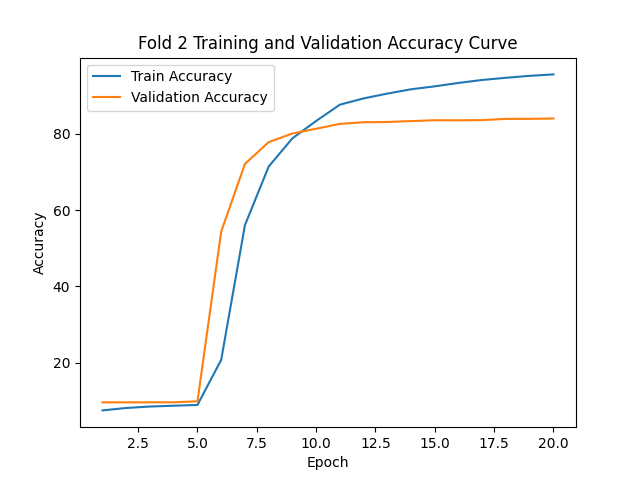 Fold 2 Training and Validation Accuracy Curve
Train Accuracy
Validation Accuracy
80
60
40
20
Accuracy
2.5 5.0 7.5 10.0 12.5 15.0 17.5 20.0
Epoch